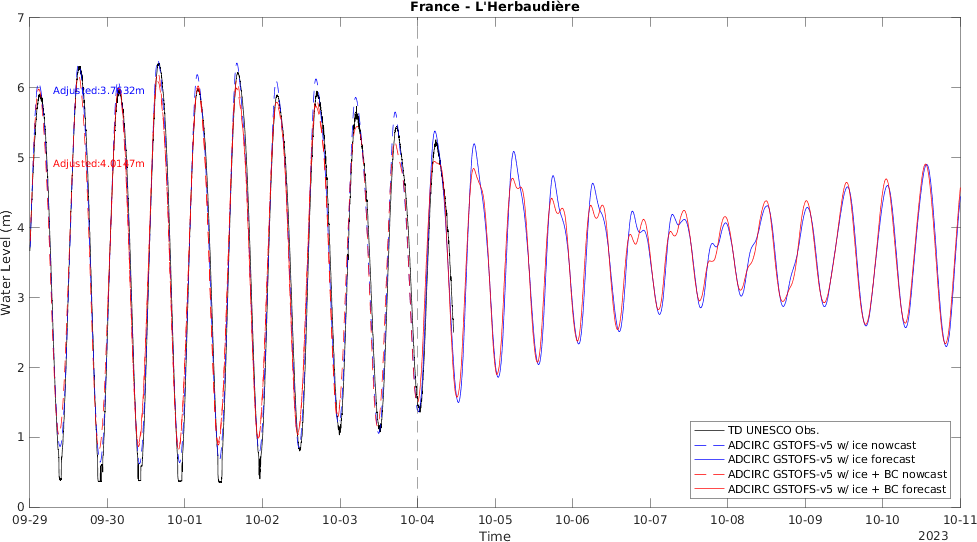 France - L'Herbaudière
Water Level (m)
7
6
5
4
3
2
1
0
Adjusted:4.0147m
TD UNESCO Obs.
ADCIRC GSTOFS-v5 w/ ice nowcast
ADCIRC GSTOFS-v5 w/ ice forecast
ADCIRC GSTOFS-v5 w/ ice + BC nowcast
ADCIRC GSTOFS-v5 w/ ice + BC forecast
09-29 09-30 10-01 10-02 10-03 10-04 10-05 10-06 10-07 10-08 10-09 10-10 10-11
Time
2023